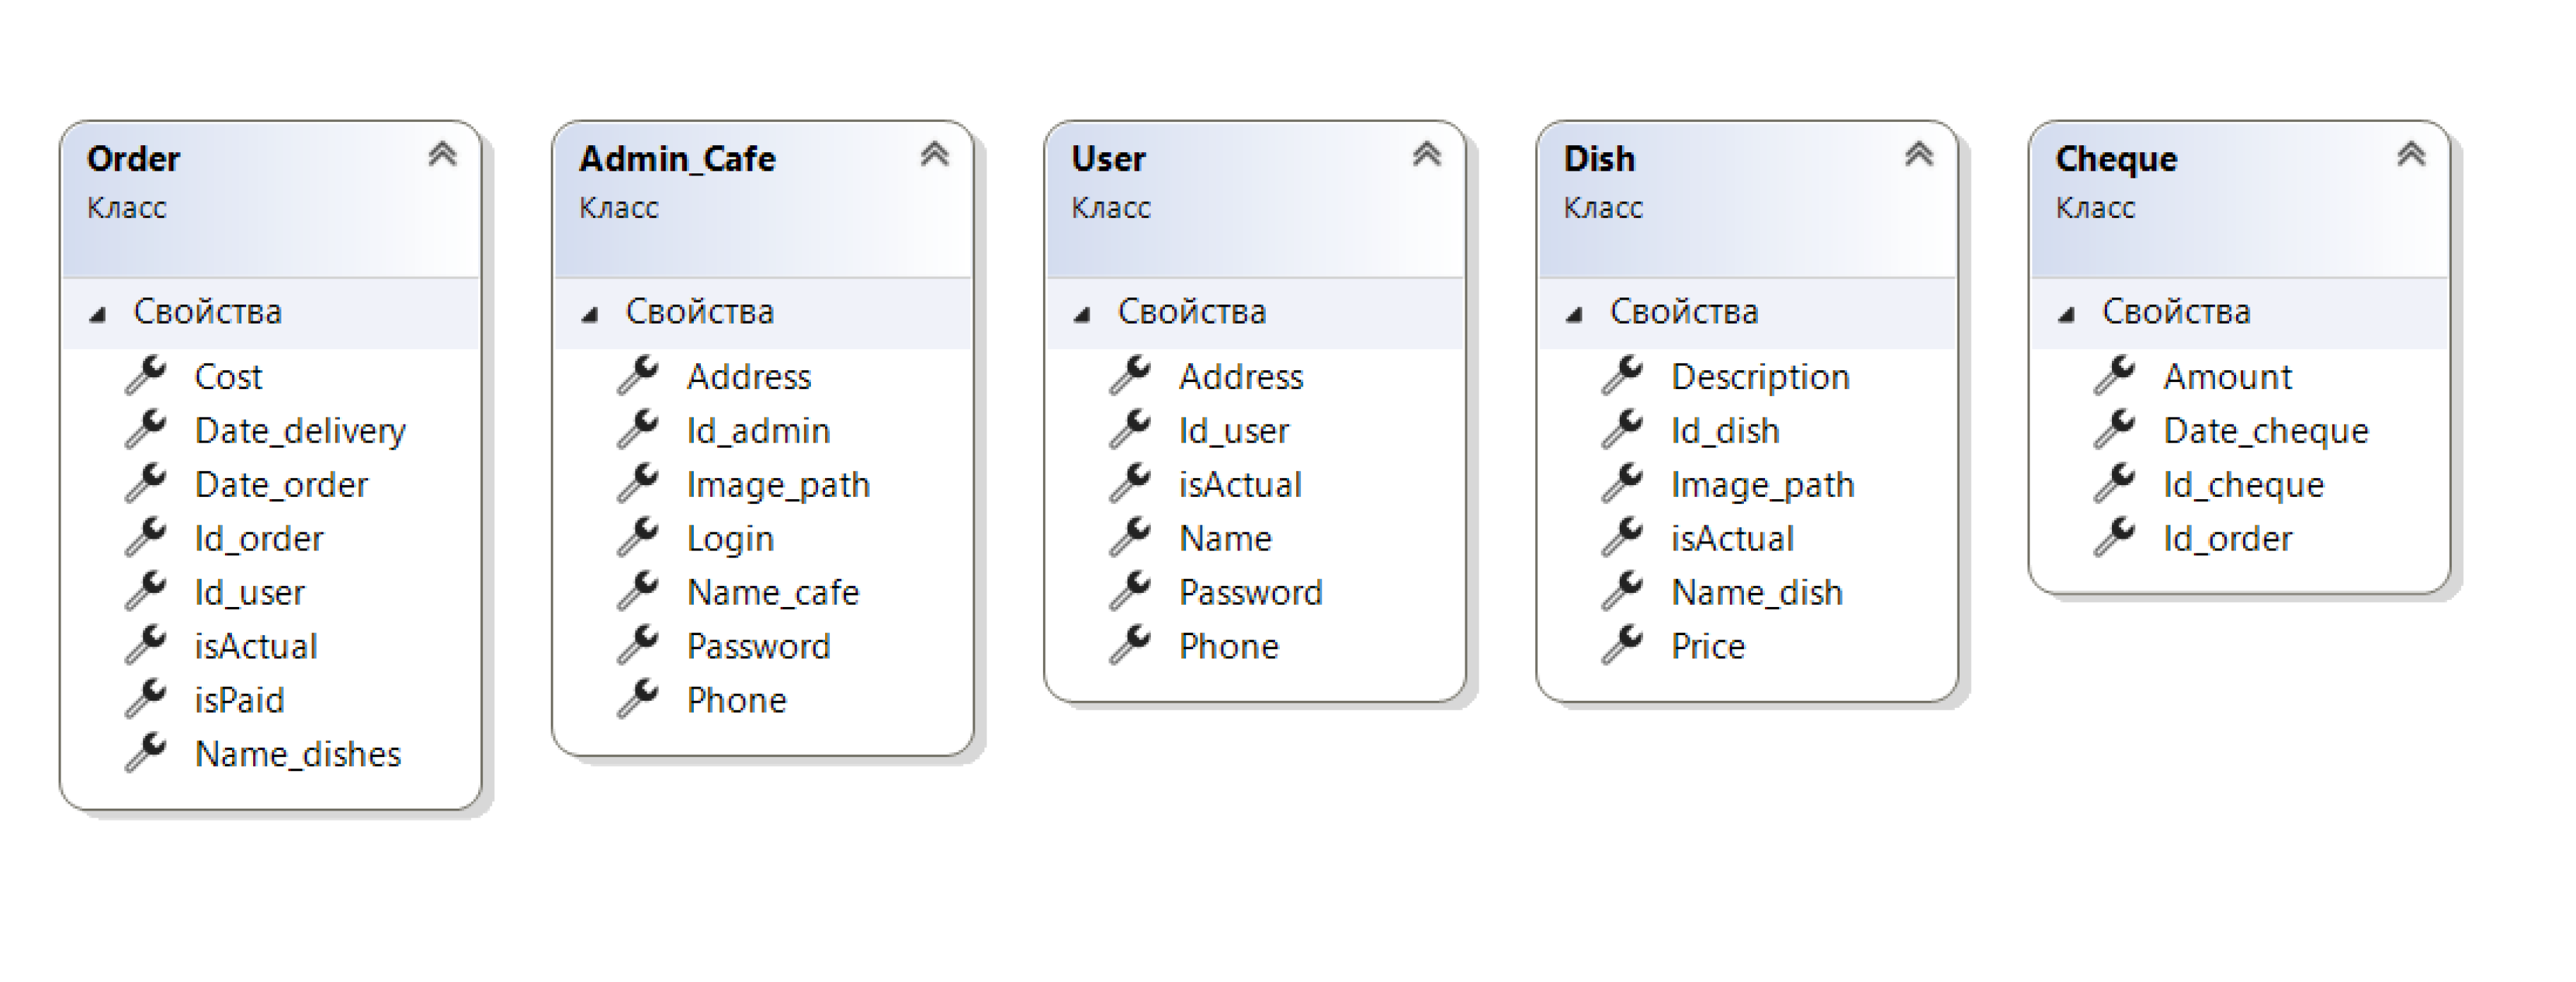 Order
Класс
Свойства
Cost
Date_delivery
Date_order
Id_order
Id_user
isActual
isPaid
Name_dishes
Admin_Cafe
Класс
Свойства
Address
Id_admin
Image_path
Login
Name_cafe
Password
Phone
User
Класс
Свойства
Address
Id_user
isActual
Name
Password
Phone
Dish
Класс
Свойства
Description
Id_dish
Image_path
isActual
Name_dish
Price
Cheque
Класс
Свойства
Amount
Date_cheque
Id_cheque
Id_order